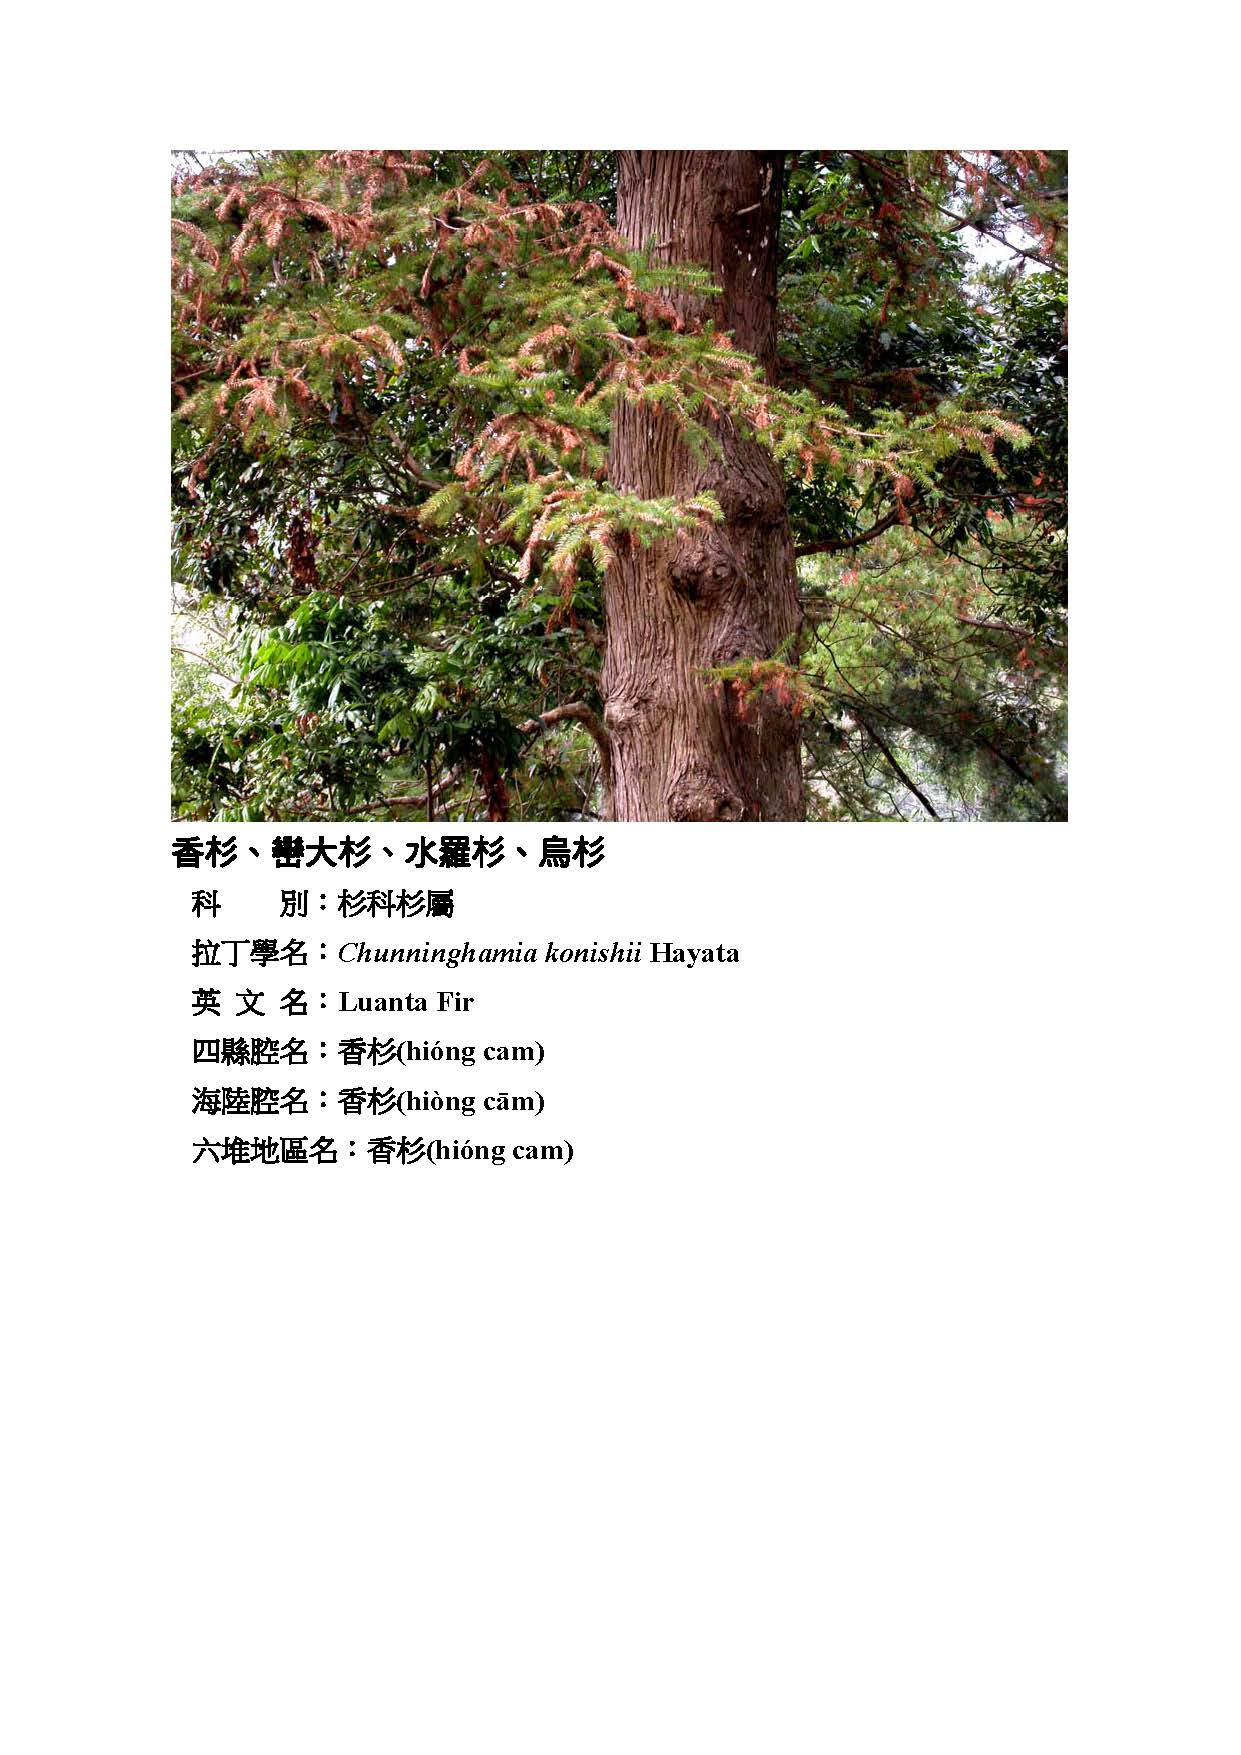 香杉、巒大杉、水羅杉、烏杉
科　　別：杉科杉屬
拉丁學名：Chunninghamia konishii Hayata
英 文 名：Luanta Fir
四縣腔名：香杉(hióng cam)
海陸腔名：香杉(hiòng cām)
六堆地區名：香杉(hióng cam)